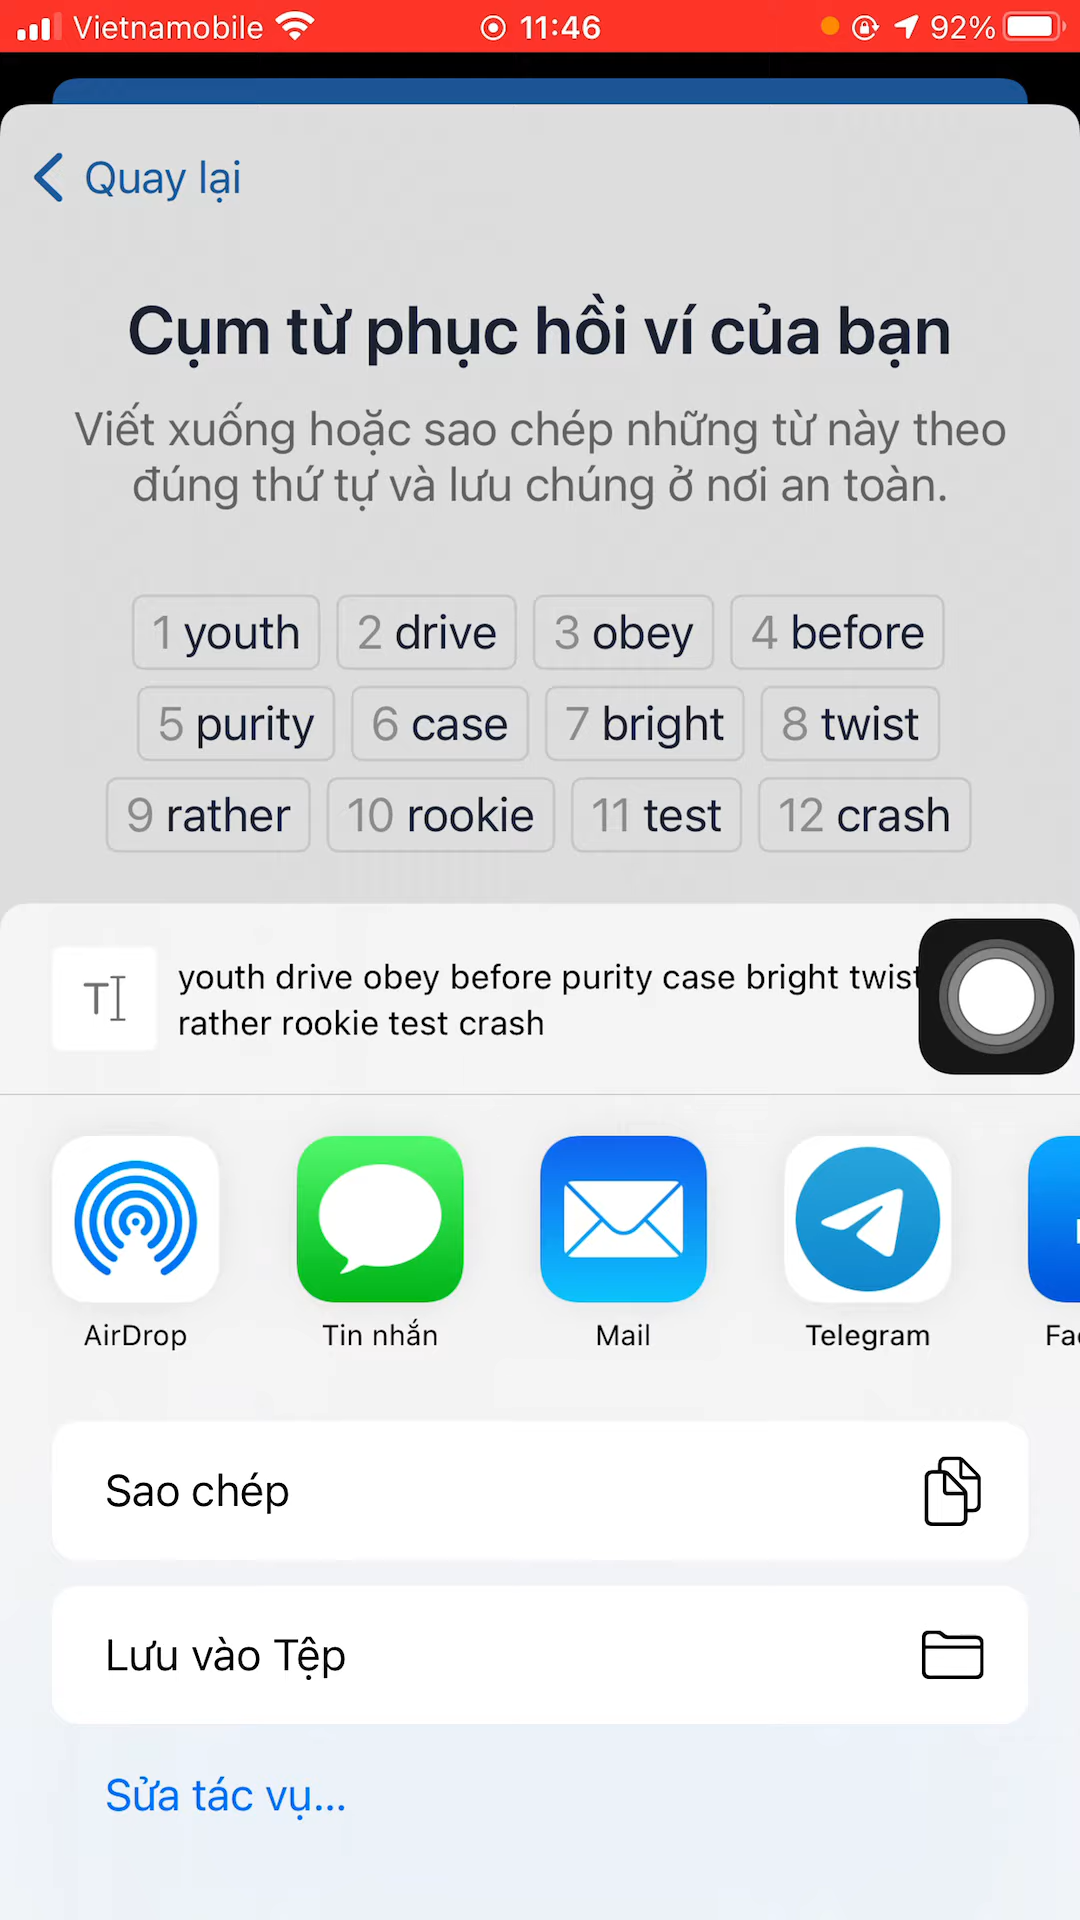 Vietnamobile 11:46 92%
Quay lại
Cụm từ phục hồi ví của bạn
Viết xuống hoặc sao chép những từ này theo
đúng thứ tự và lưu chúng ở nơi an toàn.
1 youth 2 drive 3 obey 4 before
5 purity 6 case 7 bright 8 twist
9 rather 10 rookie 11 test 12 crash
youth drive obey before purity case bright twist
rather rookie test crash
AirDrop Tin nhắn Mail Telegram
Sao chép
Lưu vào Tệp
Sửa tác vụ...